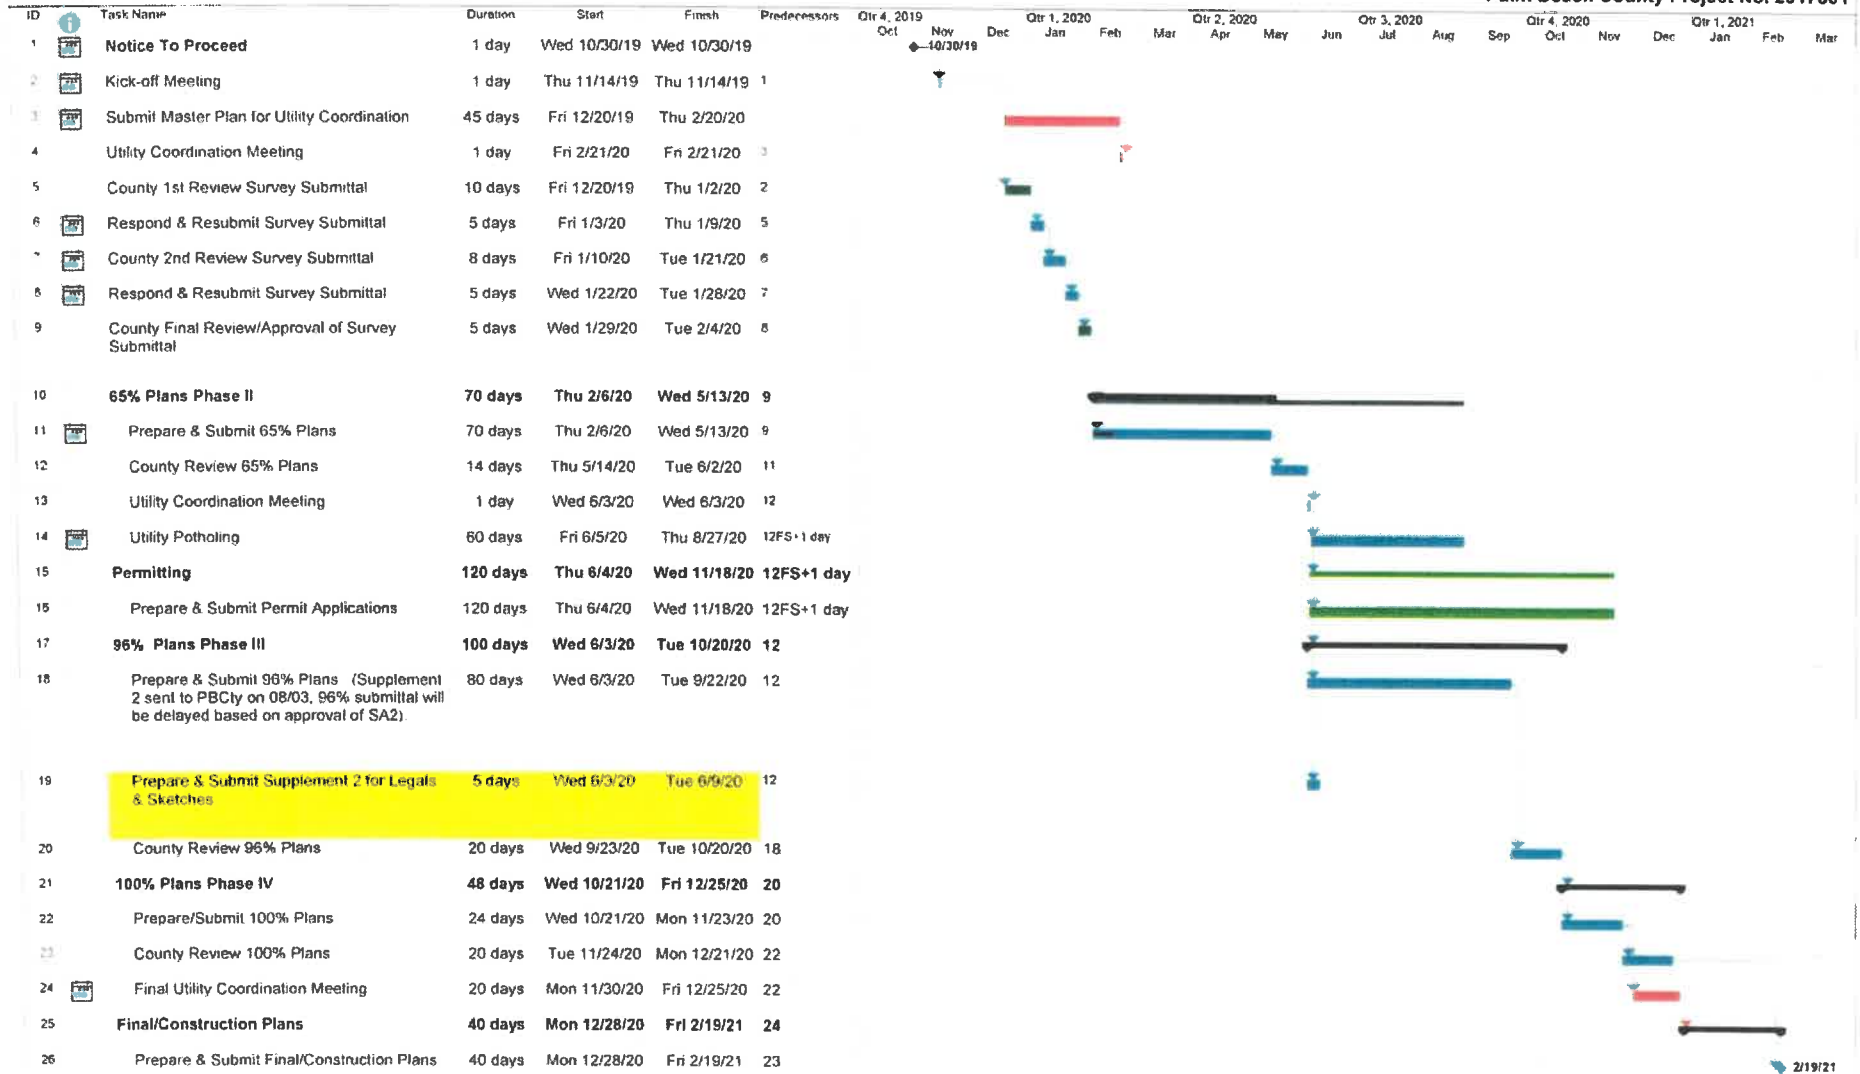 ID Task Name Duration Start Finish Predecessors Qtr 4, 2019 Qtr 1, 2020 Qtr 2, 2020 Qtr 3, 2020 Qtr 4, 2020 Qtr 1, 2021
Oct Nov Dec Jan Feb Mar Apr May Jun Jul Aug Sep Oct Nov Dec Jan Feb Mar
1 Notice To Proceed 1 day Wed 10/30/19 Wed 10/30/19 10/30/19
2 Kick-off Meeting 1 day Thu 11/14/19 Thu 11/14/19 1
3 Submit Master Plan for Utility Coordination 45 days Fri 12/20/19 Thu 2/20/20
4 Utility Coordination Meeting 1 day Fri 2/21/20 Fri 2/21/20 3
5 County 1st Review Survey Submittal 10 days Fri 12/20/19 Thu 1/2/20 2
6 Respond & Resubmit Survey Submittal 5 days Fri 1/3/20 Thu 1/9/20 5
County 2nd Review Survey Submittal 8 days Fri 1/10/20 Tue 1/21/20 6
8 Respond & Resubmit Survey Submittal 5 days Wed 1/22/20 Tue 1/28/20 7
9 County Final Review/Approval of Survey 5 days Wed 1/29/20 Tue 2/4/20 8
Submittal
10 65% Plans Phase II 70 days Thu 2/6/20 Wed 5/13/20 9
11 Prepare & Submit 65% Plans 70 days Thu 2/6/20 Wed 5/13/20 9
12 County Review 65% Plans 14 days Thu 5/14/20 Tue 6/2/20 11
13 Utility Coordination Meeting 1 day Wed 6/3/20 Wed 6/3/20 12
14 Utility Potholing 60 days Fri 6/5/20 Thu 8/27/20 12FS+1 day
15 Permitting 120 days Thu 6/4/20 Wed 11/18/20 12FS+1 day
15 Prepare & Submit Permit Applications 120 days Thu 6/4/20 Wed 11/18/20 12FS+1 day
17 96% Plans Phase III 100 days Wed 6/3/20 Tue 10/20/20 12
18 Prepare & Submit 96% Plans (Supplement 80 days Wed 6/3/20 Tue 9/22/20 12
2 sent to PBCty on 08/03, 96% submittal will
be delayed based on approval of SA2)
19 Prepare & Submit Supplement 2 for Legals 5 days Wed 6/3/20 Tue 6/9/20 12
& Sketches
20 County Review 96% Plans 20 days Wed 9/23/20 Tue 10/20/20 18
21 100% Plans Phase IV 48 days Wed 10/21/20 Fri 12/25/20 20
22 Prepare/Submit 100% Plans 24 days Wed 10/21/20 Mon 11/23/20 20
23 County Review 100% Plans 20 days Tue 11/24/20 Mon 12/21/20 22
24 Final Utility Coordination Meeting 20 days Mon 11/30/20 Fri 12/25/20 22
25 Final/Construction Plans 40 days Mon 12/28/20 Fri 2/19/21 24
26 Prepare & Submit Final/Construction Plans 40 days Mon 12/28/20 Fri 2/19/21 23 2/19/21